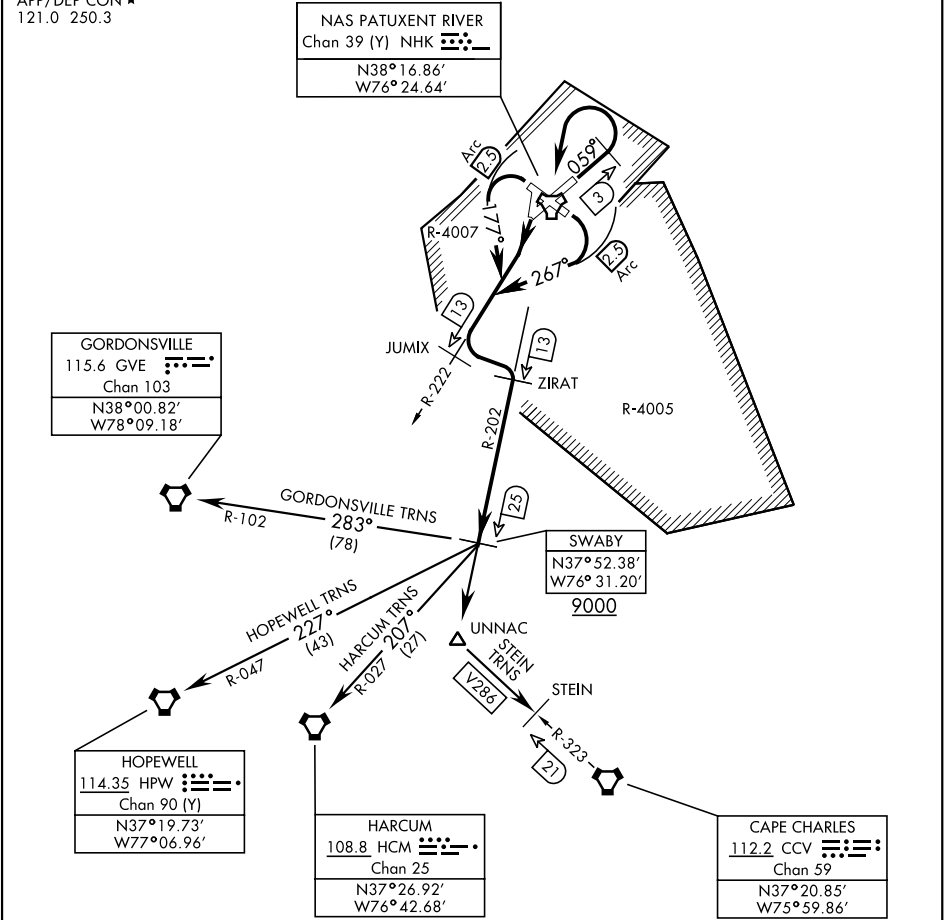 APP/DEP CON ★
121.0 250.3
NAS PATUXENT RIVER
Chan 39 (Y) NHK
N38°16.86'
W76°24.64'
Arc
2.5
059°
3
177°
R-4007
267°
2.5
Arc
13
JUMIX
R-222
13
ZIRAT
R-4005
R-202
GORDONSVILLE
115.6 GVE
Chan 103
N38°00.82'
W78°09.18'
GORDONSVILLE TRNS
R-102
283°
(78)
25
SWABY
N37°52.38'
W76°31.20'
9000
HOPEWELL TRNS
227°
(43)
R-047
HARCUM TRNS
207°
(27)
R-027
UNNAC
STEIN
TRNS
V286
STEIN
R-323
21
HOPEWELL
114.35 HPW
Chan 90 (Y)
N37°19.73'
W77°06.96'
HARCUM
108.8 HCM
Chan 25
N37°26.92'
W76°42.68'
CAPE CHARLES
112.2 CCV
Chan 59
N37°20.85'
W75°59.86'